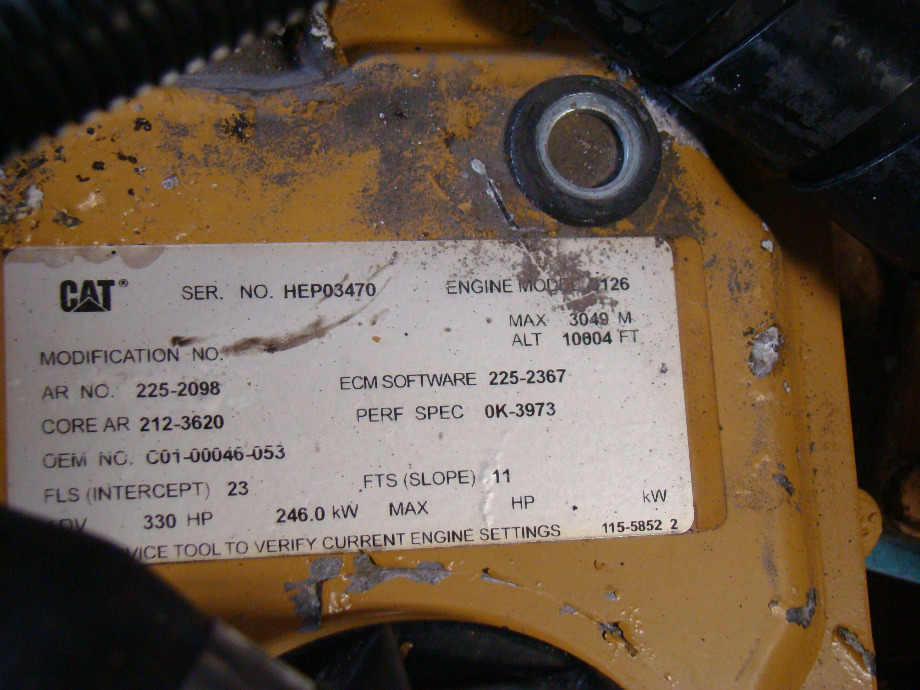 CAT® SER. NO. HEP03470 ENGINE MODEL 126
MAX 3049 M
ALT 10004 FT
MODIFICATION NO.
AR NO. 225-2098 ECM SOFTWARE 225-2367
CORE AR 212-3620 PERF SPEC 0K-3973
OEM NO. C01-00046-053
FLS (INTERCEPT) 23 FTS (SLOPE) 11
ADV 330 HP 246.0 kW MAX HP kW
VICE TOOL TO VERIFY CURRENT ENGINE SETTINGS 115-5852 2